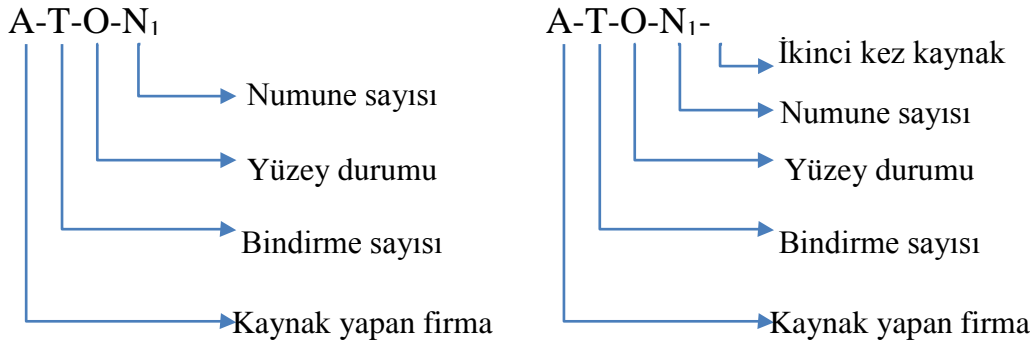 A-T-O-N₁
Numune sayısı
Yüzey durumu
Bindirme sayısı
Kaynak yapan firma
A-T-O-N₁-
İkinci kez kaynak
Numune sayısı
Yüzey durumu
Bindirme sayısı
Kaynak yapan firma